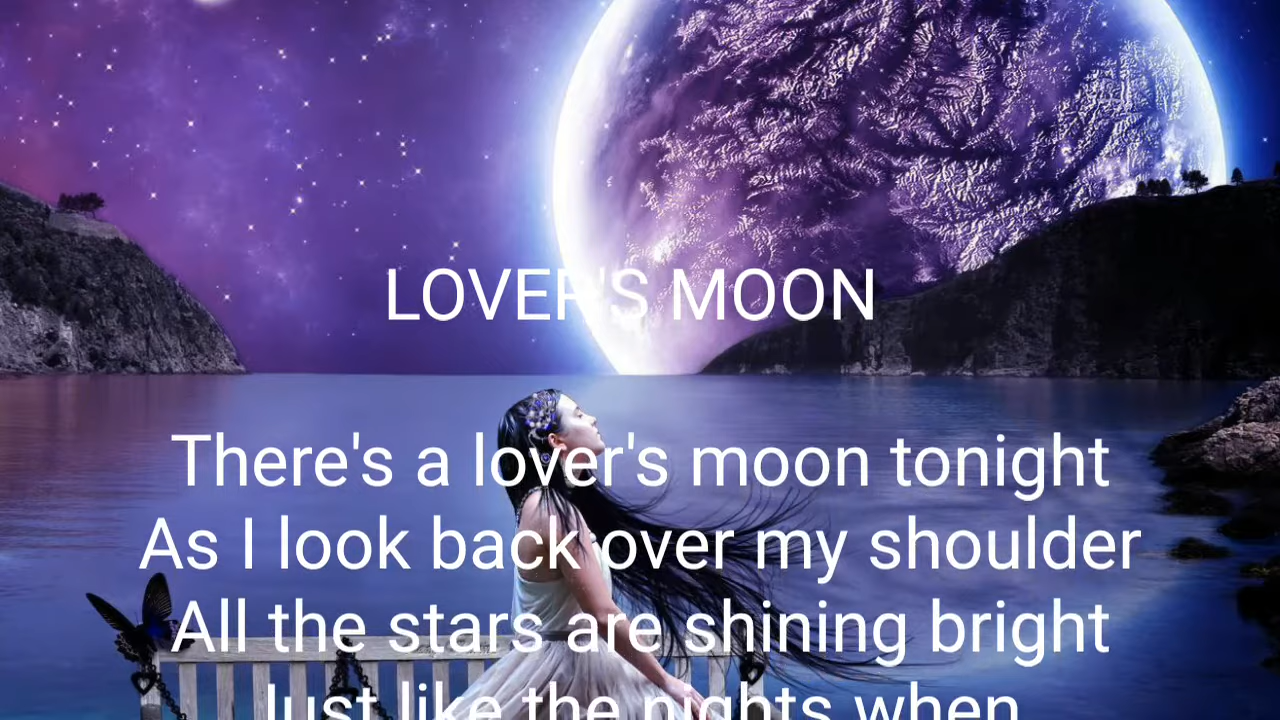 LOVER'S MOON
There's a lover's moon tonight
As I look back over my shoulder
All the stars are shining bright
Just like the nights when